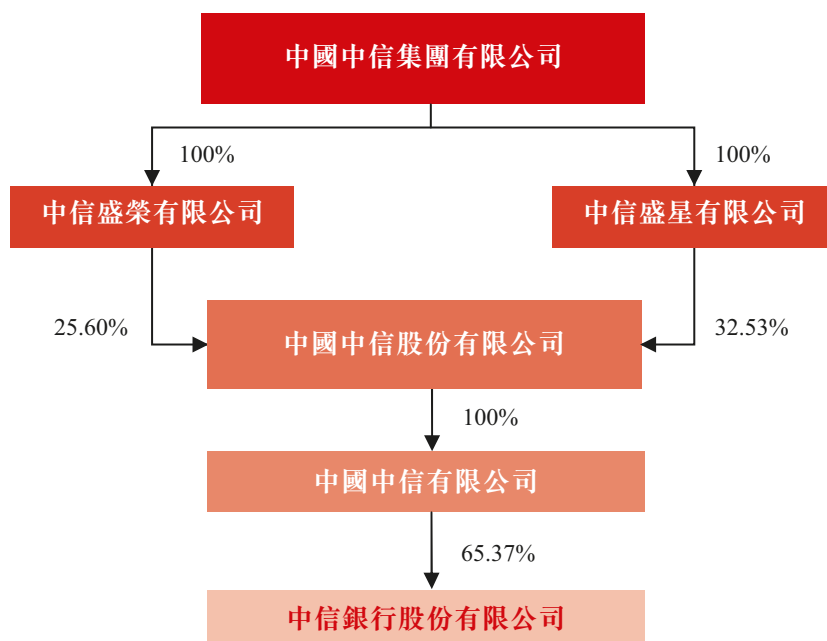 中國中信集團有限公司
100%
100%
中信盛榮有限公司
中信盛星有限公司
25.60%
32.53%
中國中信股份有限公司
100%
中國中信有限公司
65.37%
中信銀行股份有限公司